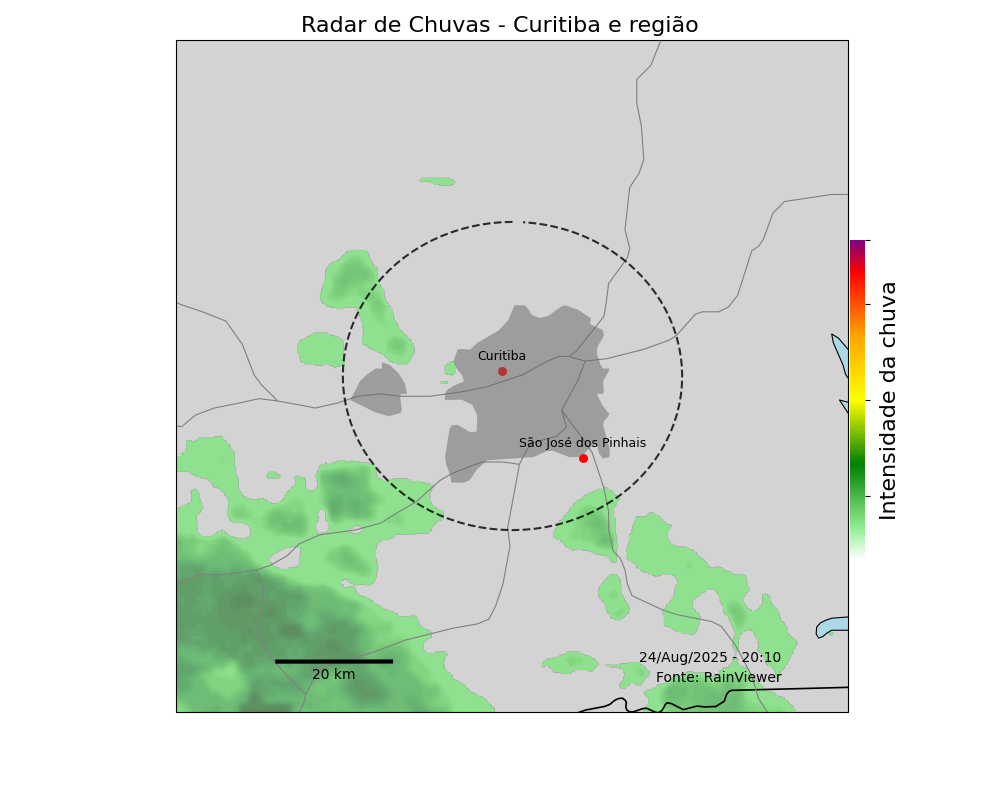 Radar de Chuvas - Curitiba e região
Curitiba
São José dos Pinhais
Intensidade da chuva
24/Aug/2025 - 20:10
20 km
Fonte: RainViewer